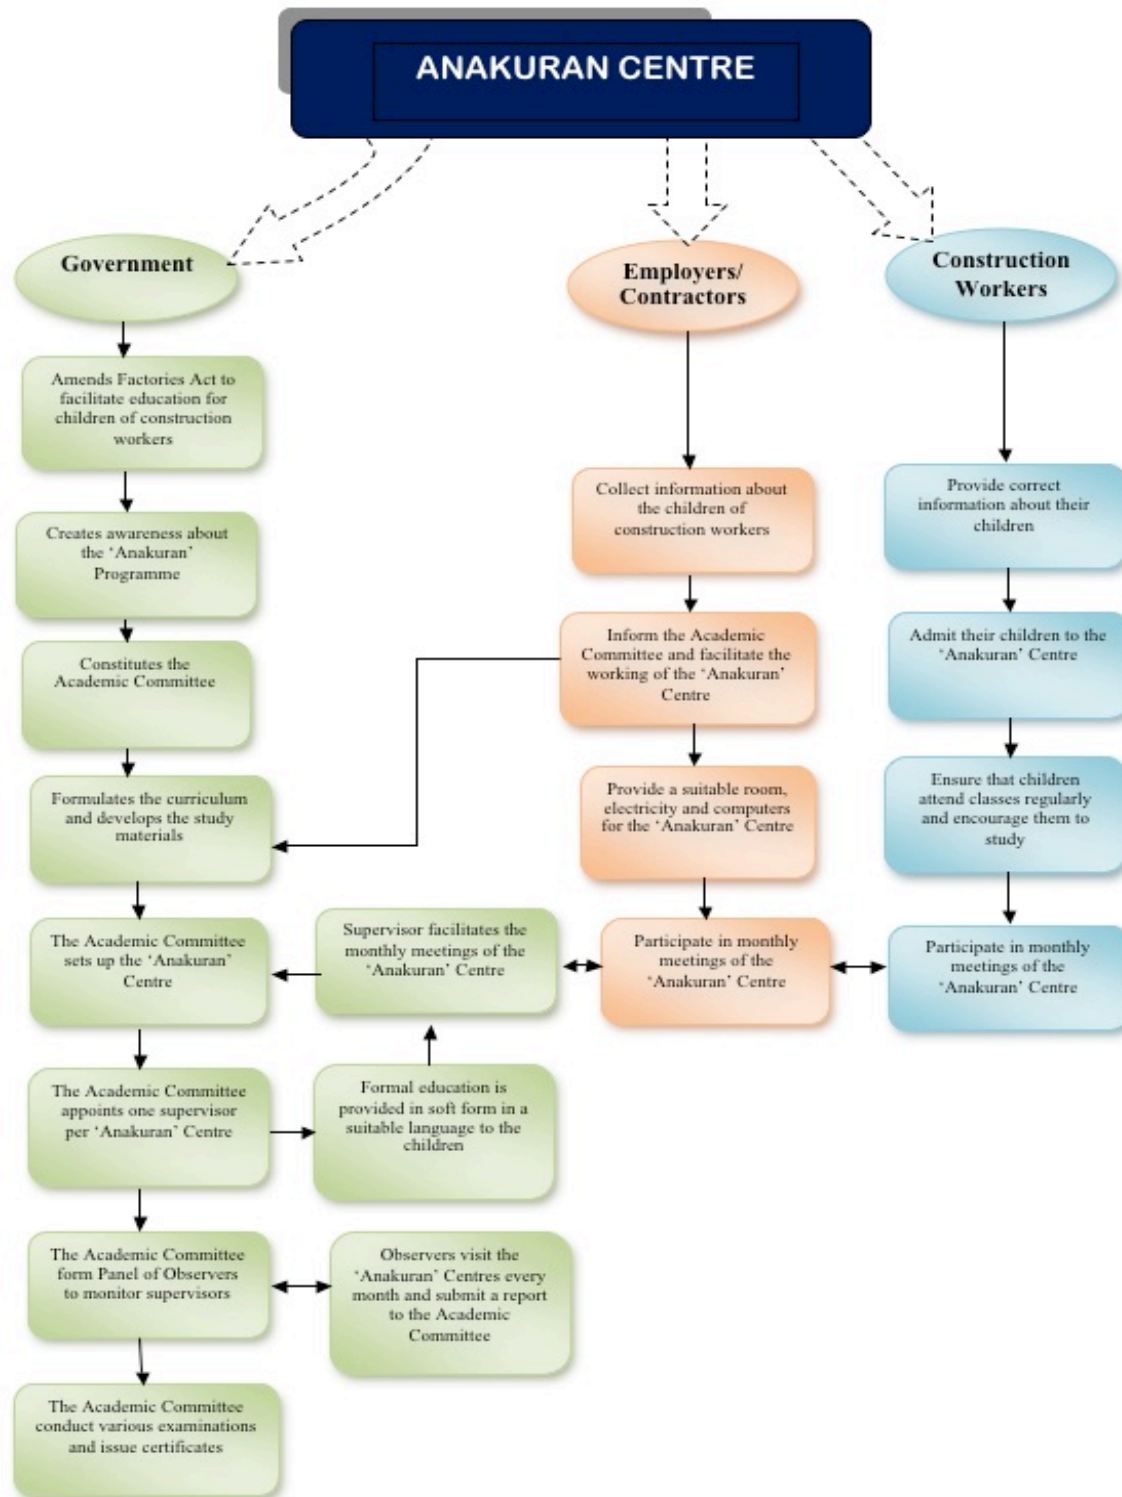 ANAKURAN CENTRE
Government
Amends Factories Act to
facilitate education for
children of construction
workers
Creates awareness about
the ‘Anakuran’
Programme
Constitutes the
Academic Committee
Formulates the curriculum
and develops the study
materials
The Academic Committee
sets up the ‘Anakuran’
Centre
Supervisor facilitates the
monthly meetings of the
‘Anakuran’ Centre
The Academic Committee
appoints one supervisor
per ‘Anakuran’ Centre
Formal education is
provided in soft form in a
suitable language to the
children
The Academic Committee
form Panel of Observers
to monitor supervisors
Observers visit the
‘Anakuran’ Centres every
month and submit a report
to the Academic
Committee
The Academic Committee
conduct various examinations
and issue certificates
Employers/
Contractors
Collect information about
the children of
construction workers
Inform the Academic
Committee and facilitate the
working of the ‘Anakuran’
Centre
Provide a suitable room,
electricity and computers
for the ‘Anakuran’ Centre
Participate in monthly
meetings of the
‘Anakuran’ Centre
Construction
Workers
Provide correct
information about their
children
Admit their children to the
‘Anakuran’ Centre
Ensure that children
attend classes regularly
and encourage them to
study
Participate in monthly
meetings of the
‘Anakuran’ Centre